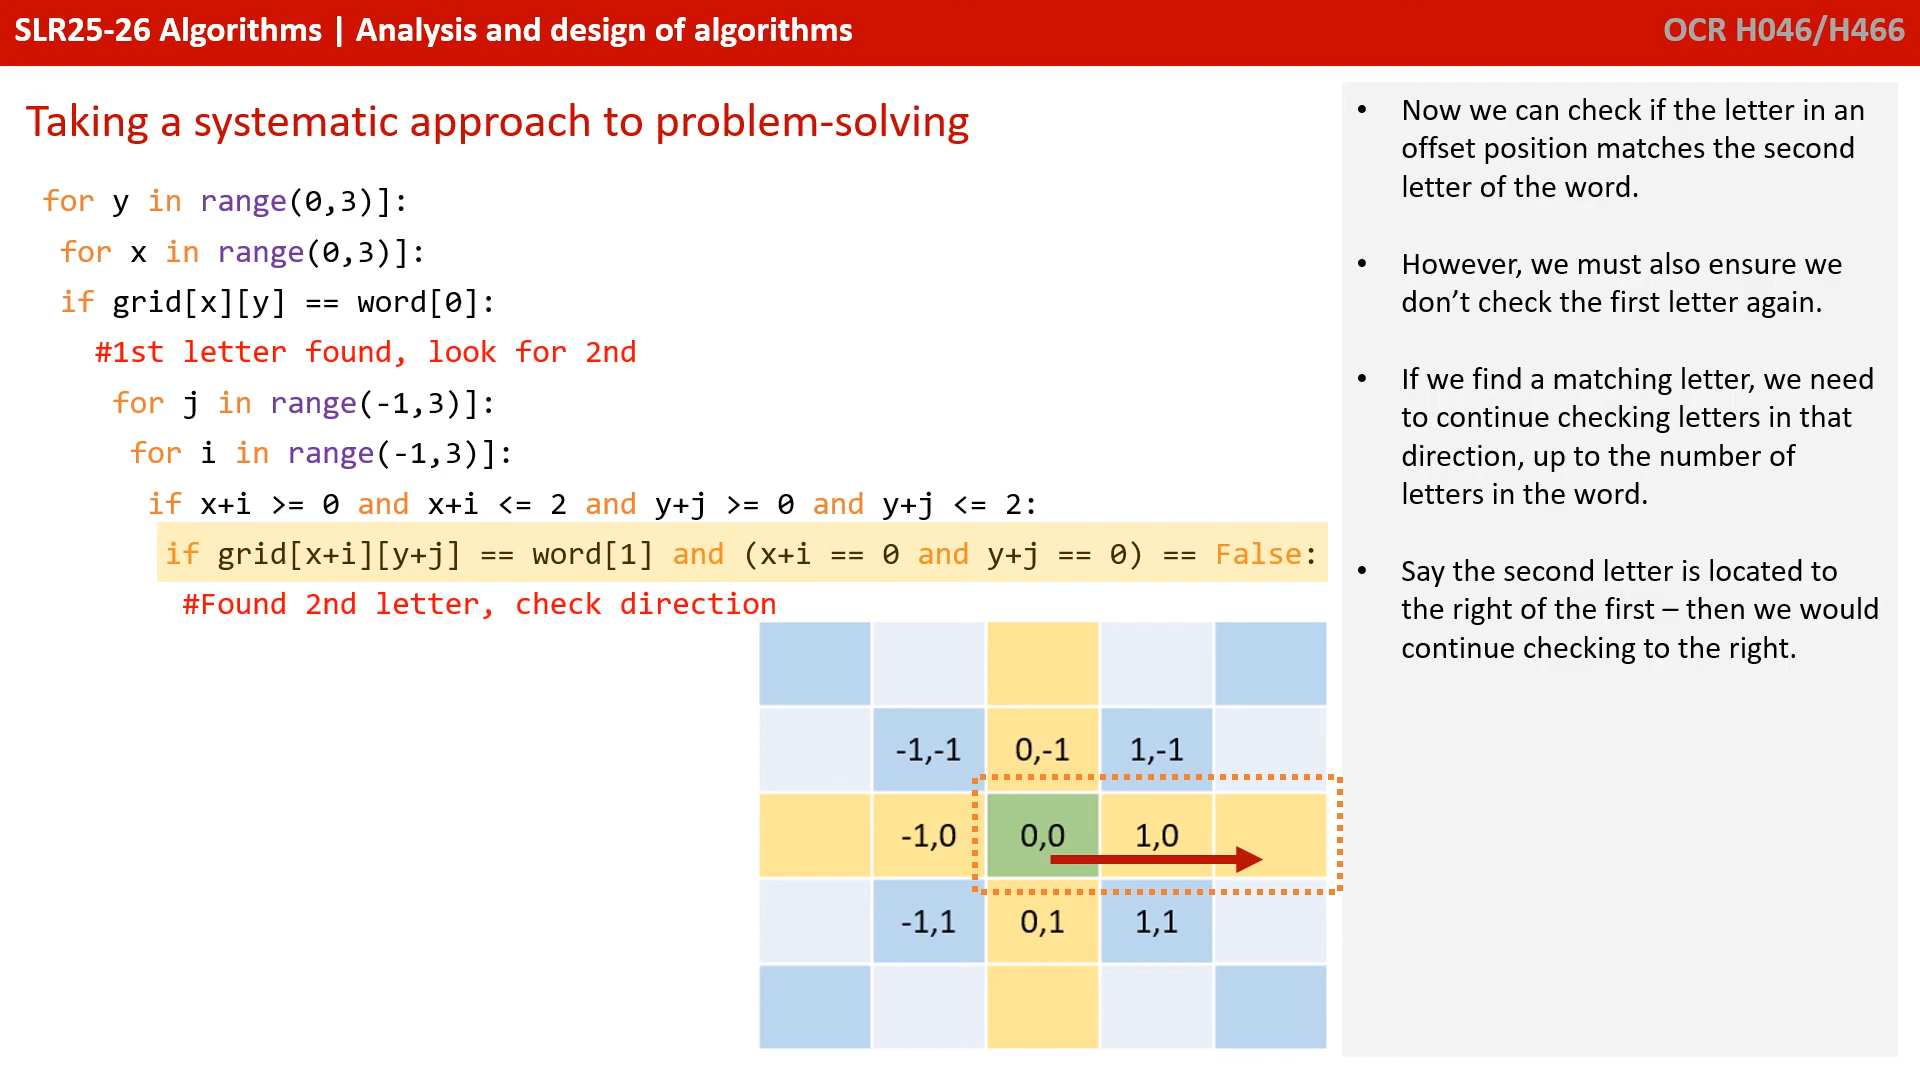 SLR25-26 Algorithms | Analysis and design of algorithms
OCR H046/H466
Taking a systematic approach to problem-solving
for y in range(0,3)]:
for x in range(0,3)]:
if grid[x][y] == word[0]:
#1st letter found, look for 2nd
for j in range(-1,3)]:
for i in range(-1,3)]:
if x+i >= 0 and x+i <= 2 and y+j >= 0 and y+j <= 2:
if grid[x+i][y+j] == word[1] and (x+i == 0 and y+j == 0) == False:
#Found 2nd letter, check direction
-1,-1 0,-1 1,-1
-1,0 0,0 1,0
-1,1 0,1 1,1
• Now we can check if the letter in an
offset position matches the second
letter of the word.
• However, we must also ensure we
don’t check the first letter again.
• If we find a matching letter, we need
to continue checking letters in that
direction, up to the number of
letters in the word.
• Say the second letter is located to
the right of the first – then we would
continue checking to the right.